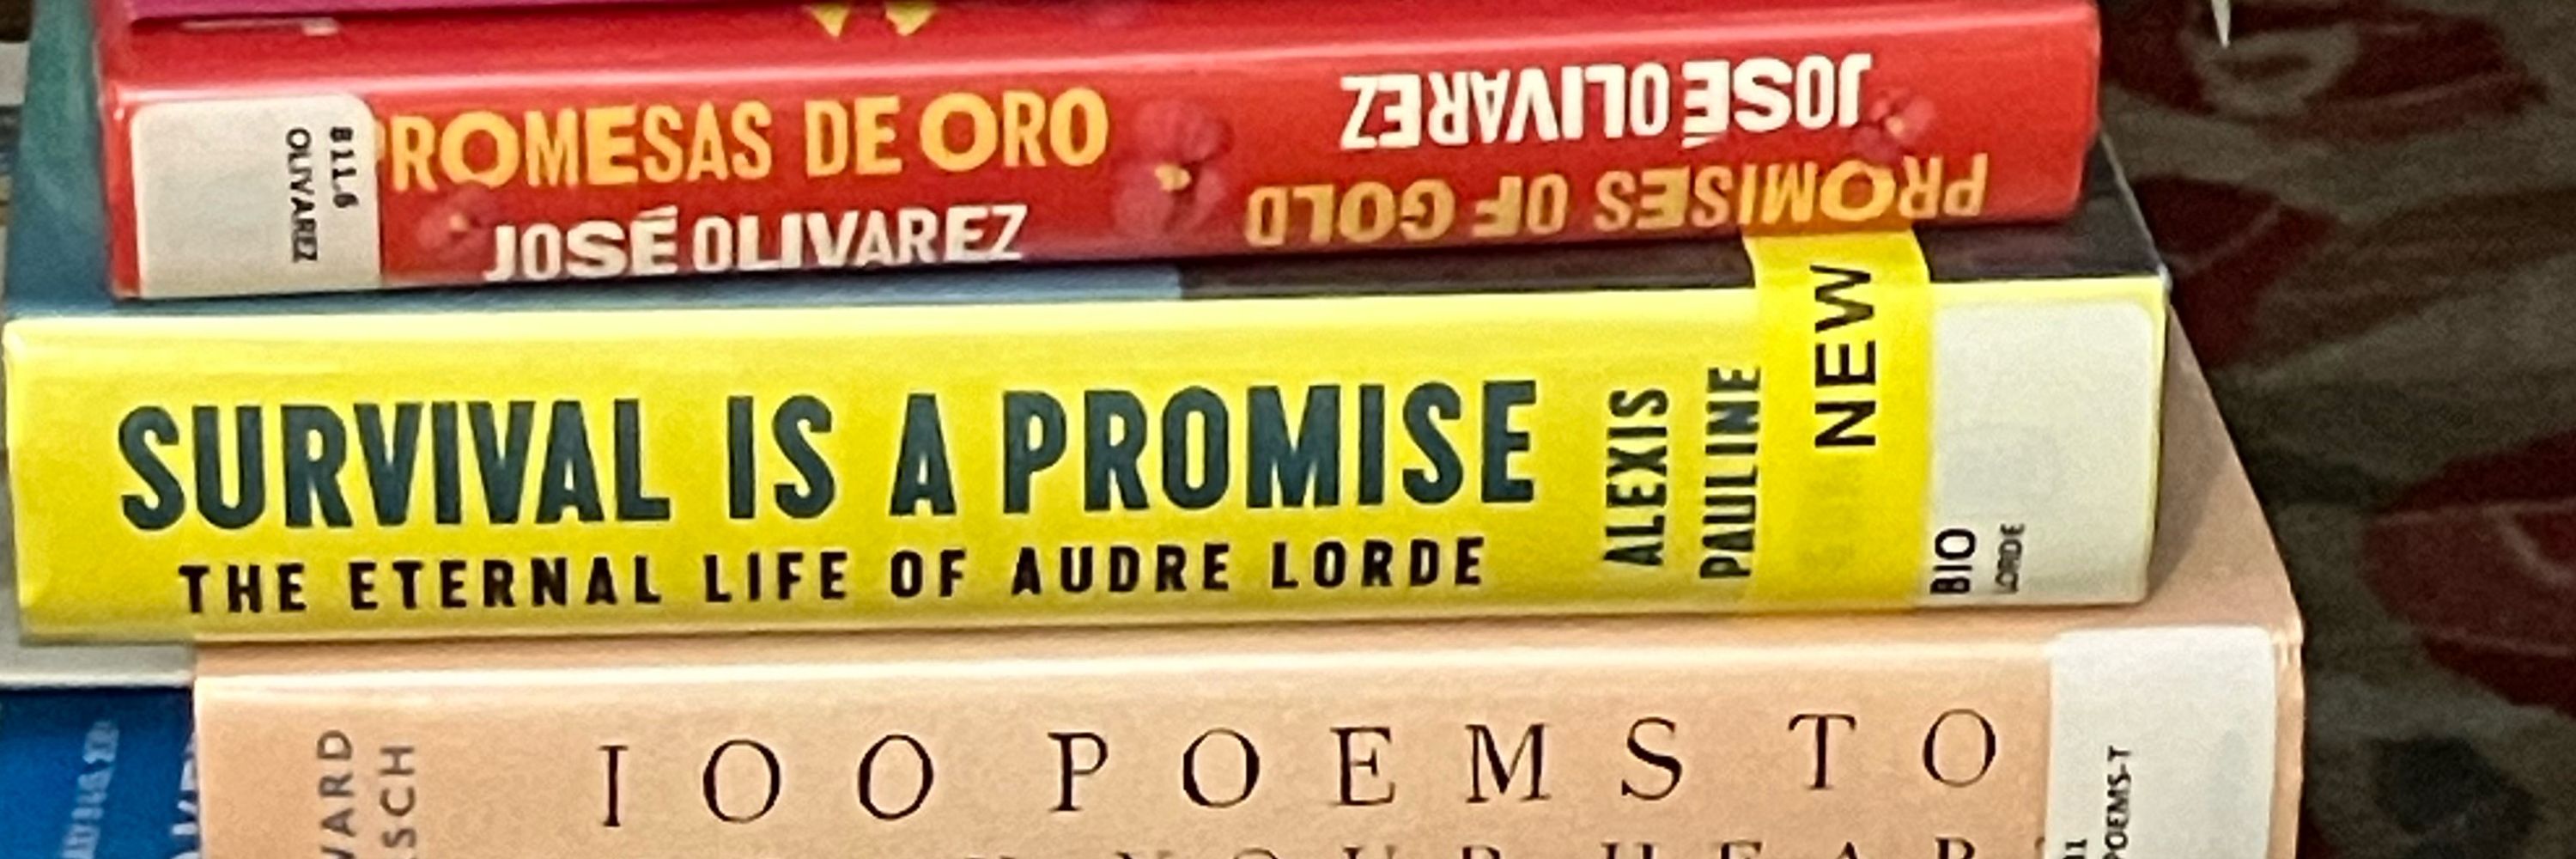 811.6
OLIVAREZ
PROMESAS DE ORO
JOSÉ OLIVAREZ
PROMISES OF GOLD
JOSÉ OLIVAREZ
SURVIVAL IS A PROMISE
THE ETERNAL LIFE OF AUDRE LORDE
ALEXIS
PAULINE
NEW
BIO
LORDE
100 POEMS TO
POEMS-T